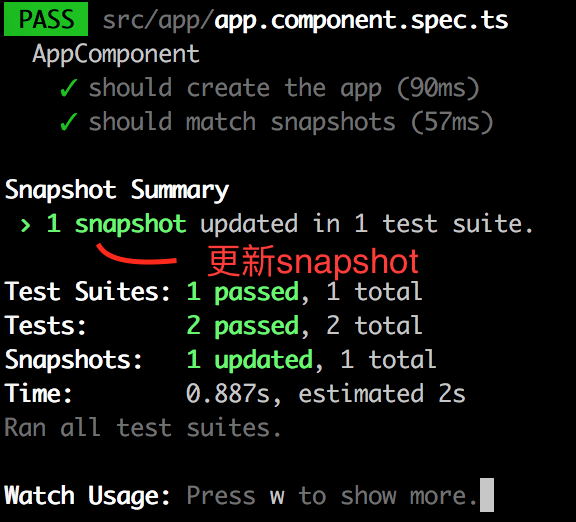 PASS src/app/app.component.spec.ts
AppComponent
✓ should create the app (90ms)
✓ should match snapshots (57ms)
Snapshot Summary
› 1 snapshot updated in 1 test suite.
更新snapshot
Test Suites: 1 passed, 1 total
Tests: 2 passed, 2 total
Snapshots: 1 updated, 1 total
Time: 0.887s, estimated 2s
Ran all test suites.
Watch Usage: Press w to show more.